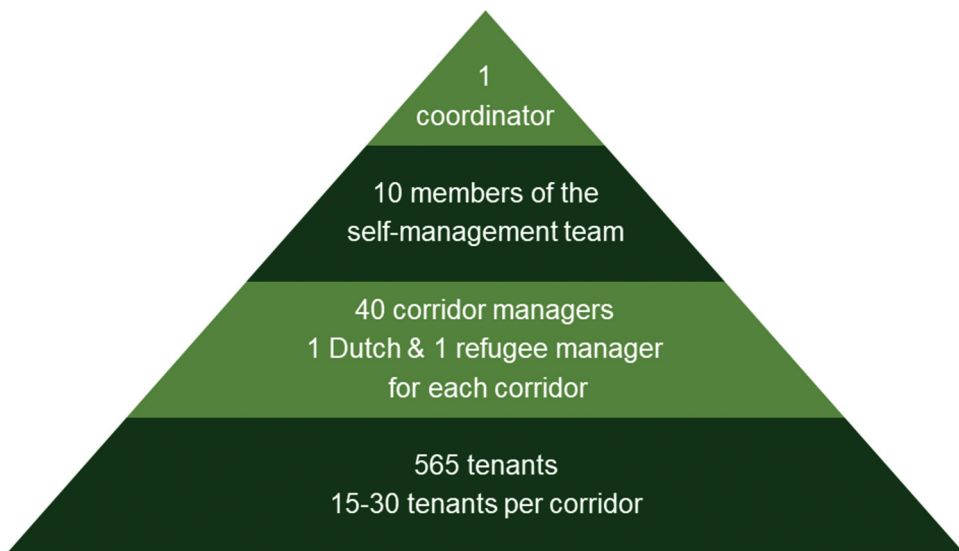 1
coordinator
10 members of the
self-management team
40 corridor managers
1 Dutch & 1 refugee manager
for each corridor
565 tenants
15-30 tenants per corridor